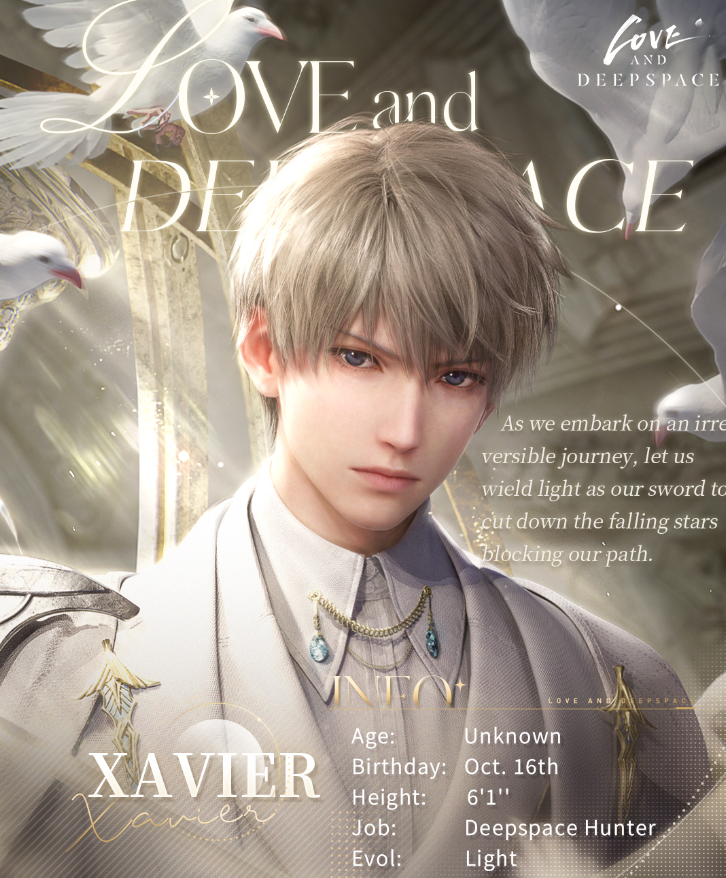 LOVE
AND
DEEPSPACE
LOVE and
DEEPSPACE
As we embark on an irre
versible journey, let us
wield light as our sword to
cut down the falling stars
blocking our path.
INFO
LOVE AND DEEPSPAC
XAVIER
Xavier
Age: Unknown
Birthday: Oct. 16th
Height: 6'1''
Job: Deepspace Hunter
Evol: Light